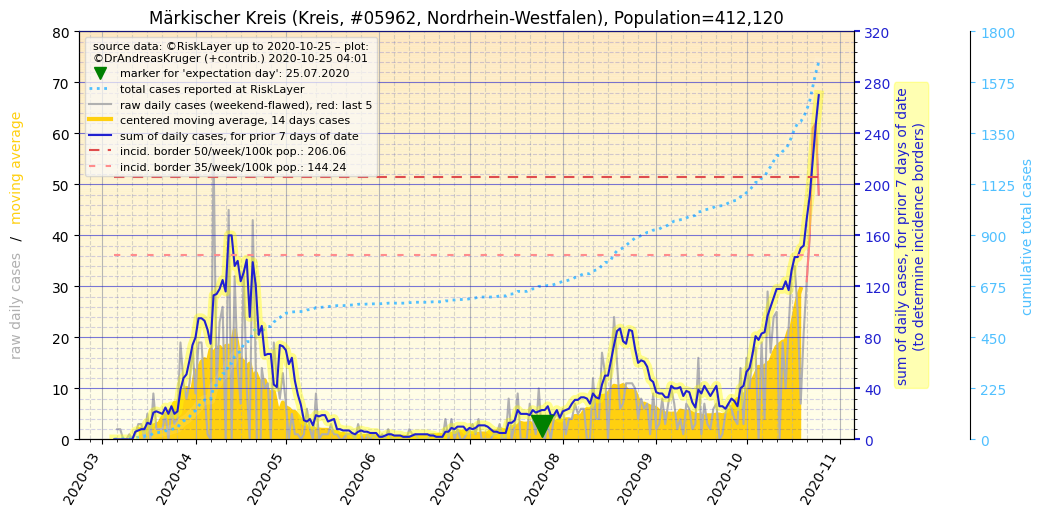 Märkischer Kreis (Kreis, #05962, Nordrhein-Westfalen), Population=412,120
source data: ©RiskLayer up to 2020-10-25 – plot:
©DrAndreasKruger (+contrib.) 2020-10-25 04:01
marker for 'expectation day': 25.07.2020
total cases reported at RiskLayer
raw daily cases (weekend-flawed), red: last 5
centered moving average, 14 days cases
sum of daily cases, for prior 7 days of date
incid. border 50/week/100k pop.: 206.06
incid. border 35/week/100k pop.: 144.24
raw daily cases / moving average
80
70
60
50
40
30
20
10
0
2020-03
2020-04
2020-05
2020-06
2020-07
2020-08
2020-09
2020-10
2020-11
320
280
240
200
160
120
80
40
0
sum of daily cases, for prior 7 days of date
(to determine incidence borders)
1800
1575
1350
1125
900
675
450
225
0
cumulative total cases